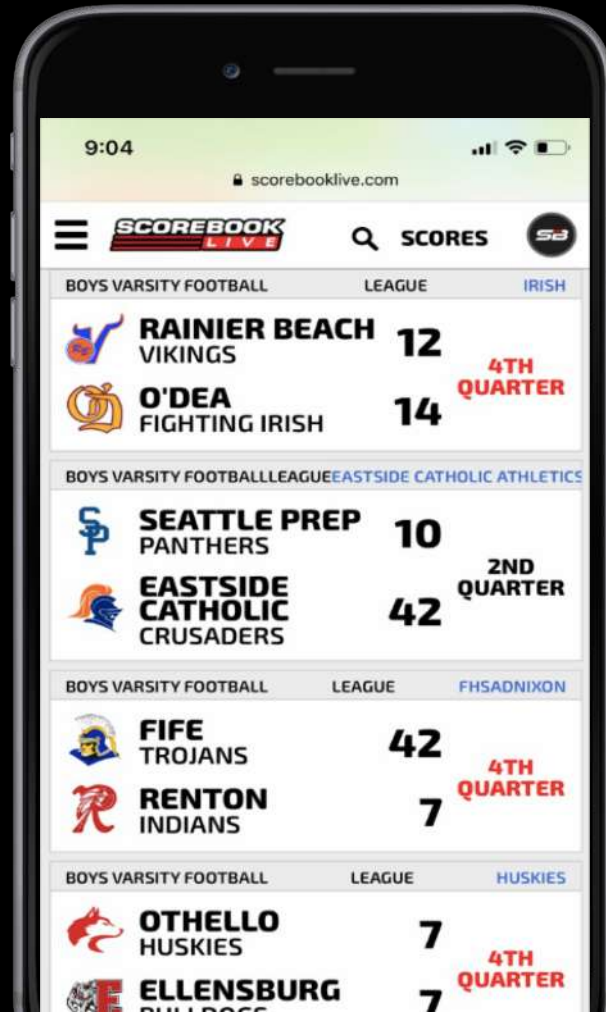 9:04
scorebooklive.com
SCOREBOOK
LIVE
SCORES
SB
BOYS VARSITY FOOTBALL LEAGUE IRISH
RAINIER BEACH 12
VIKINGS
4TH
QUARTER
O'DEA 14
FIGHTING IRISH
BOYS VARSITY FOOTBALLLEAGUEEASTSIDE CATHOLIC ATHLETICS
SP
SEATTLE PREP 10
PANTHERS
2ND
QUARTER
EASTSIDE
CATHOLIC 42
CRUSADERS
BOYS VARSITY FOOTBALL LEAGUE FHSADNIXON
FIFE 42
TROJANS
4TH
QUARTER
R
RENTON 7
INDIANS
BOYS VARSITY FOOTBALL LEAGUE HUSKIES
OTHELLO 7
HUSKIES
4TH
QUARTER
E
ELLENSBURG 7
BULLDOGS